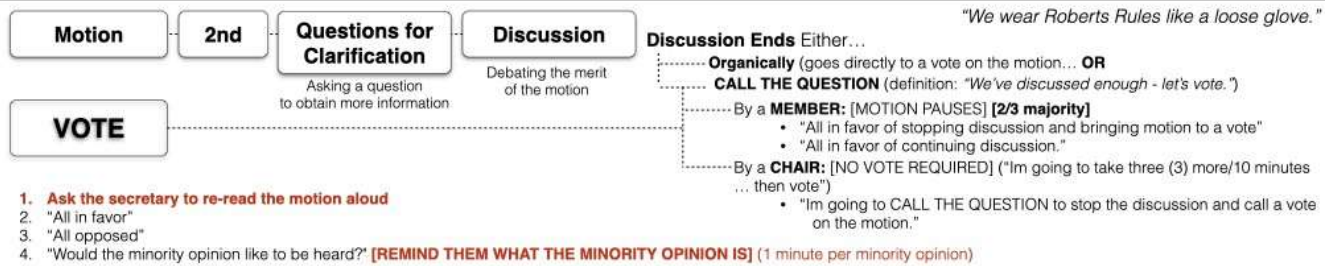 "We wear Roberts Rules like a loose glove."
Motion
2nd
Questions for
Clarification
Discussion
Asking a question
to obtain more information
Debating the merit
of the motion
Discussion Ends Either…
Organically (goes directly to a vote on the motion… OR
CALL THE QUESTION (definition: "We've discussed enough - let's vote.")
By a MEMBER: [MOTION PAUSES] [2/3 majority]
• "All in favor of stopping discussion and bringing motion to a vote"
• "All in favor of continuing discussion."
By a CHAIR: [NO VOTE REQUIRED] ("Im going to take three (3) more/10 minutes
… then vote")
• "Im going to CALL THE QUESTION to stop the discussion and call a vote
on the motion."
VOTE
1. Ask the secretary to re-read the motion aloud
2. "All in favor"
3. "All opposed"
4. "Would the minority opinion like to be heard?" [REMIND THEM WHAT THE MINORITY OPINION IS] (1 minute per minority opinion)